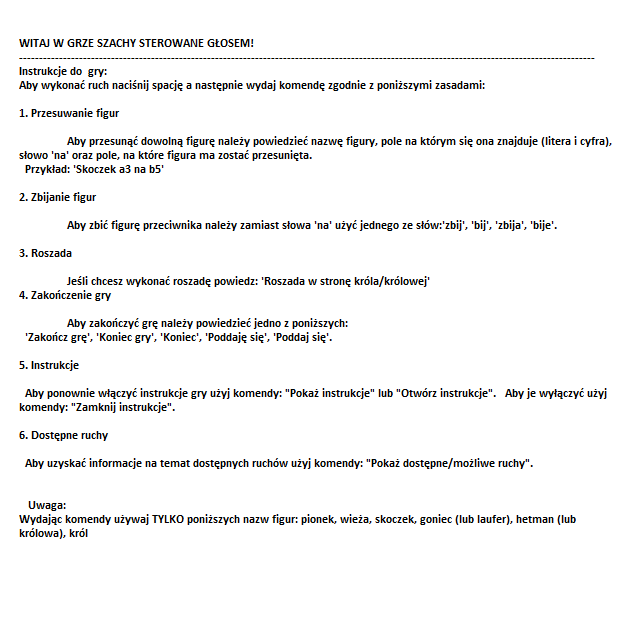 WITAJ W GRZE SZACHY STEROWANE GŁOSEM!
------------------------------------------------------------------------------------------------------------------------------------------------
Instrukcje do  gry:
Aby wykonać ruch naciśnij spację a następnie wydaj komendę zgodnie z poniższymi zasadami:
1. Przesuwanie figur
Aby przesunąć dowolną figurę należy powiedzieć nazwę figury, pole na którym się ona znajduje (litera i cyfra),
słowo 'na' oraz pole, na które figura ma zostać przesunięta.
Przykład: 'Skoczek a3 na b5'
2. Zbijanie figur
Aby zbić figurę przeciwnika należy zamiast słowa 'na' użyć jednego ze słów:'zbij', 'bij', 'zbija', 'bije'.
3. Roszada
Jeśli chcesz wykonać roszadę powiedz: 'Roszada w stronę króla/królowej'
4. Zakończenie gry
Aby zakończyć grę należy powiedzieć jedno z poniższych:
'Zakończ grę', 'Koniec gry', 'Koniec', 'Poddaję się', 'Poddaj się'.
5. Instrukcje
Aby ponownie włączyć instrukcje gry użyj komendy: "Pokaż instrukcje" lub "Otwórz instrukcje".   Aby je wyłączyć użyj
komendy: "Zamknij instrukcje".
6. Dostępne ruchy
Aby uzyskać informacje na temat dostępnych ruchów użyj komendy: "Pokaż dostępne/możliwe ruchy".
Uwaga:
Wydając komendy używaj TYLKO poniższych nazw figur: pionek, wieża, skoczek, goniec (lub laufer), hetman (lub
królowa), król